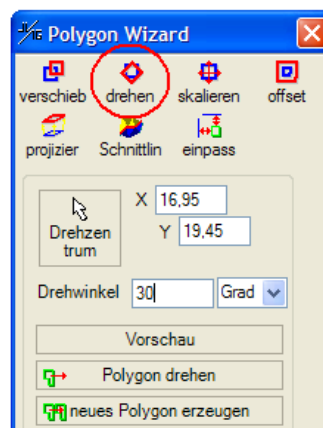 Polygon Wizard
verschieb drehen skalieren offset
projizier Schnittlin einpass
X 16,95
Drehzen
trum
Y 19,45
Drehwinkel 30 Grad
Vorschau
Polygon drehen
neues Polygon erzeugen